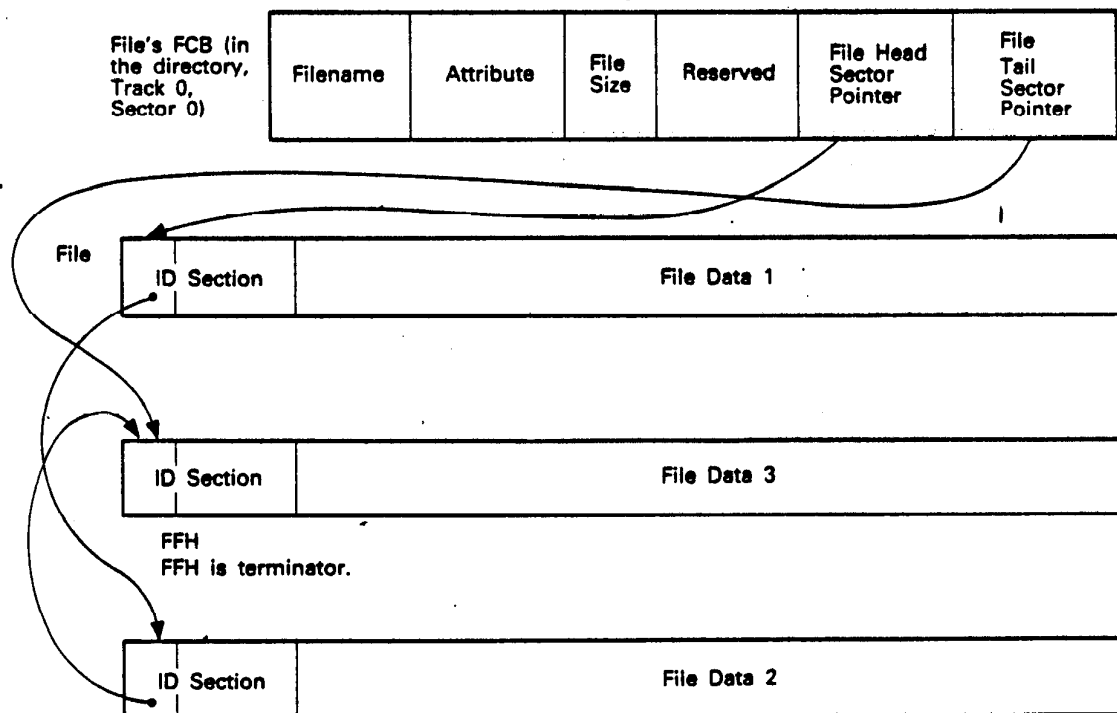 File's FCB (in
the directory,
Track 0,
Sector 0)
Filename
Attribute
File
Size
Reserved
File Head
Sector
Pointer
File
Tail
Sector
Pointer
File
ID Section
File Data 1
ID Section
File Data 3
FFH
FFH is terminator.
ID Section
File Data 2